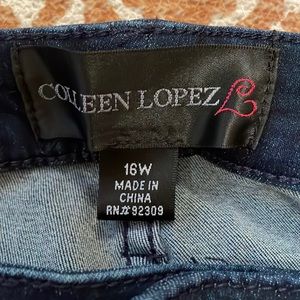 COLLEEN LOPEZ L
16W
MADE IN
CHINA
RN# 92309